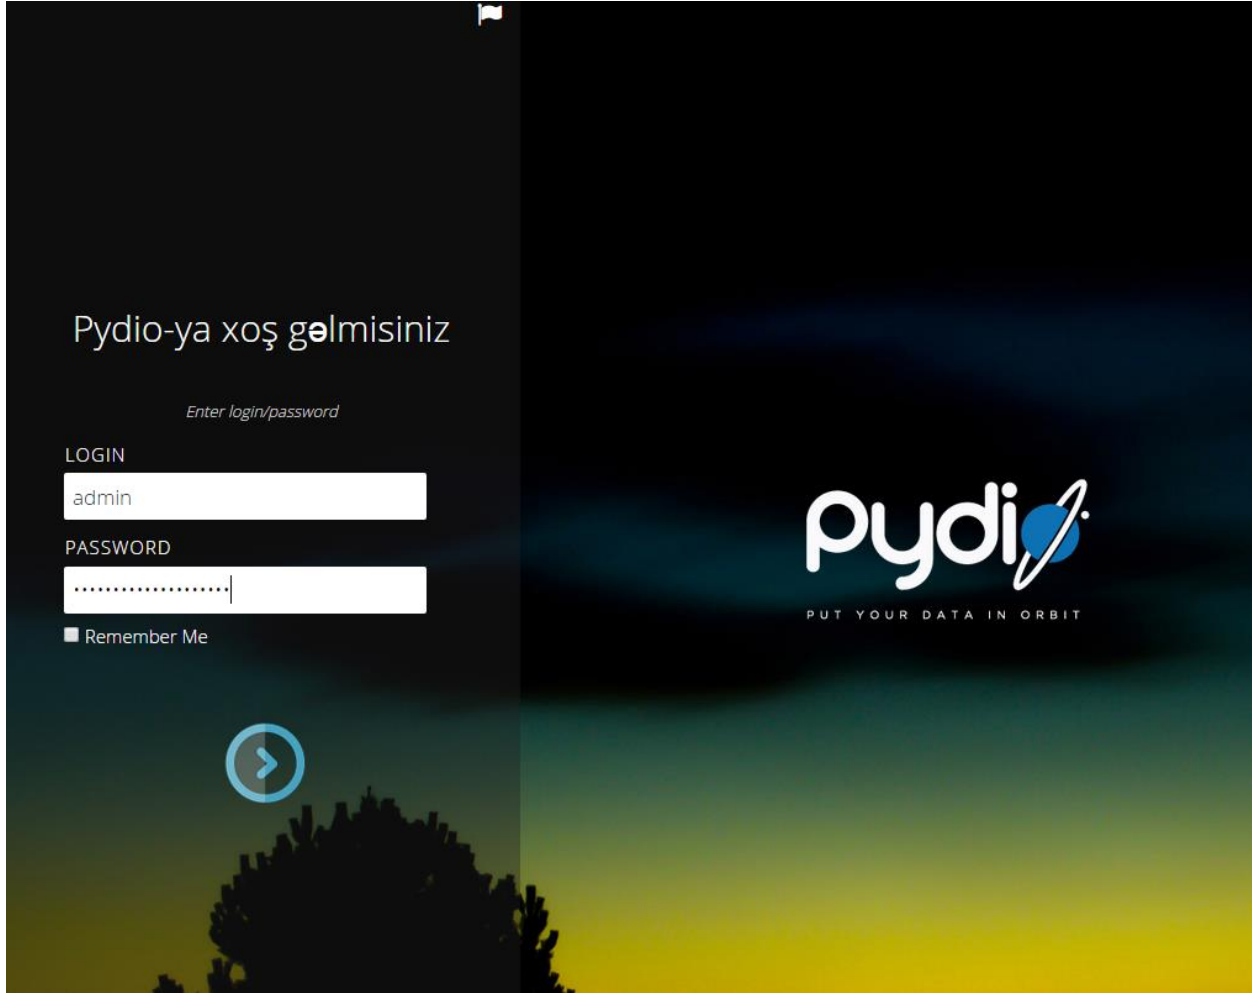 Pydio-ya xoş gəlmisiniz
Enter login/password
LOGIN
admin
PASSWORD
••••••••••••••••••••
Remember Me
pydio
PUT YOUR DATA IN ORBIT